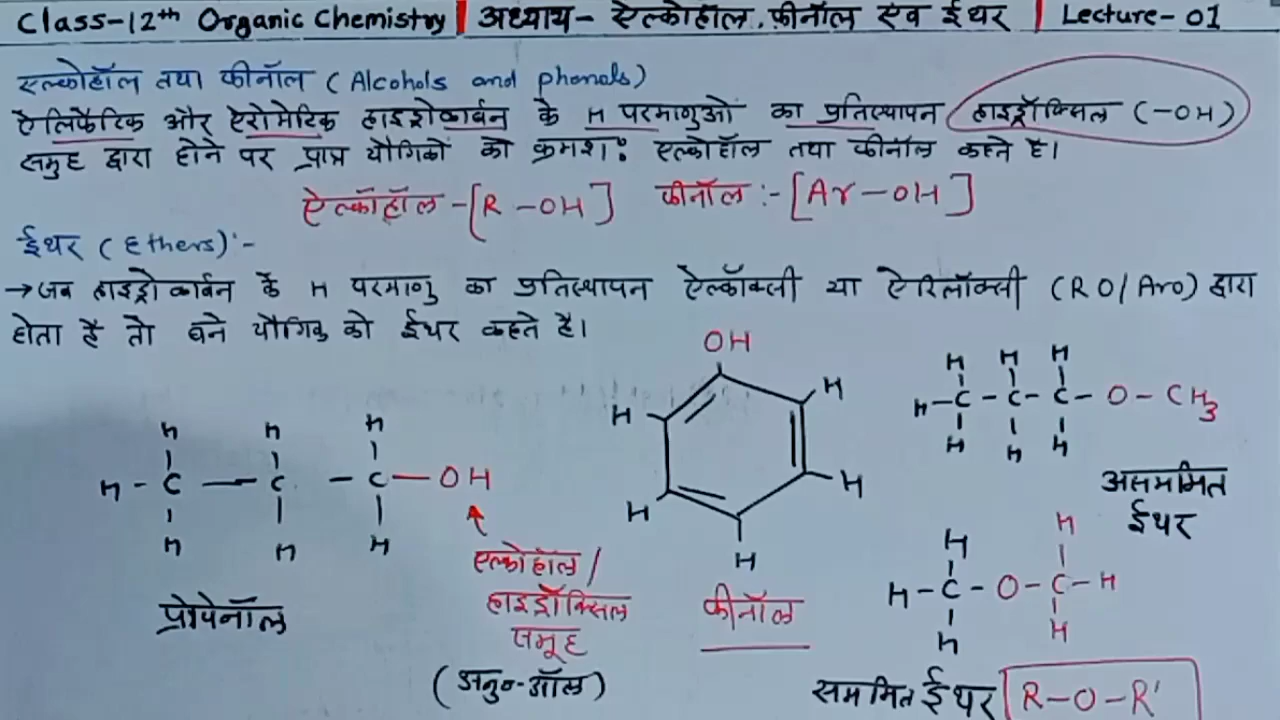 Class-12th Organic Chemistry | अध्याय- ऐल्कोहॉल. फ़ीनॉल एवं ईथर | Lecture-01
एल्कोहॉल तथा फीनॉल (Alcohols and phenols)
ऐलिफैटिक और ऐरोमेटिक हाइड्रोकार्बन के H परमाणुओं का प्रतिस्थापन हाइड्रॉक्सिल (-OH)
समूह द्वारा होने पर प्राप्त यौगिकों को क्रमशः एल्कोहॉल तथा फीनॉल कहते है।
ऐल्कॉहॉल -[R-OH] फीनॉल :- [Ar-OH]
ईथर (Ethers):-
→ जब हाइड्रोकार्बन के H परमाणु का प्रतिस्थापन ऐल्कॉक्सी या ऐरिलॉक्सी (RO/Aro) द्वारा
होता है तो बने यौगिक को ईथर कहते है।
H H H
H - C — C - C — OH
H H H
प्रोपेनॉल
एल्कोहॉल /
हाइड्रॉक्सिल
समूह
(अनु०-ऑल)
OH
H H
H H
H
फीनॉल
H H H
H-C-C-C-O-CH3
H H H
असममित
ईथर
H H
H-C-O-C-H
H H
सममित ईथर R-O-R'